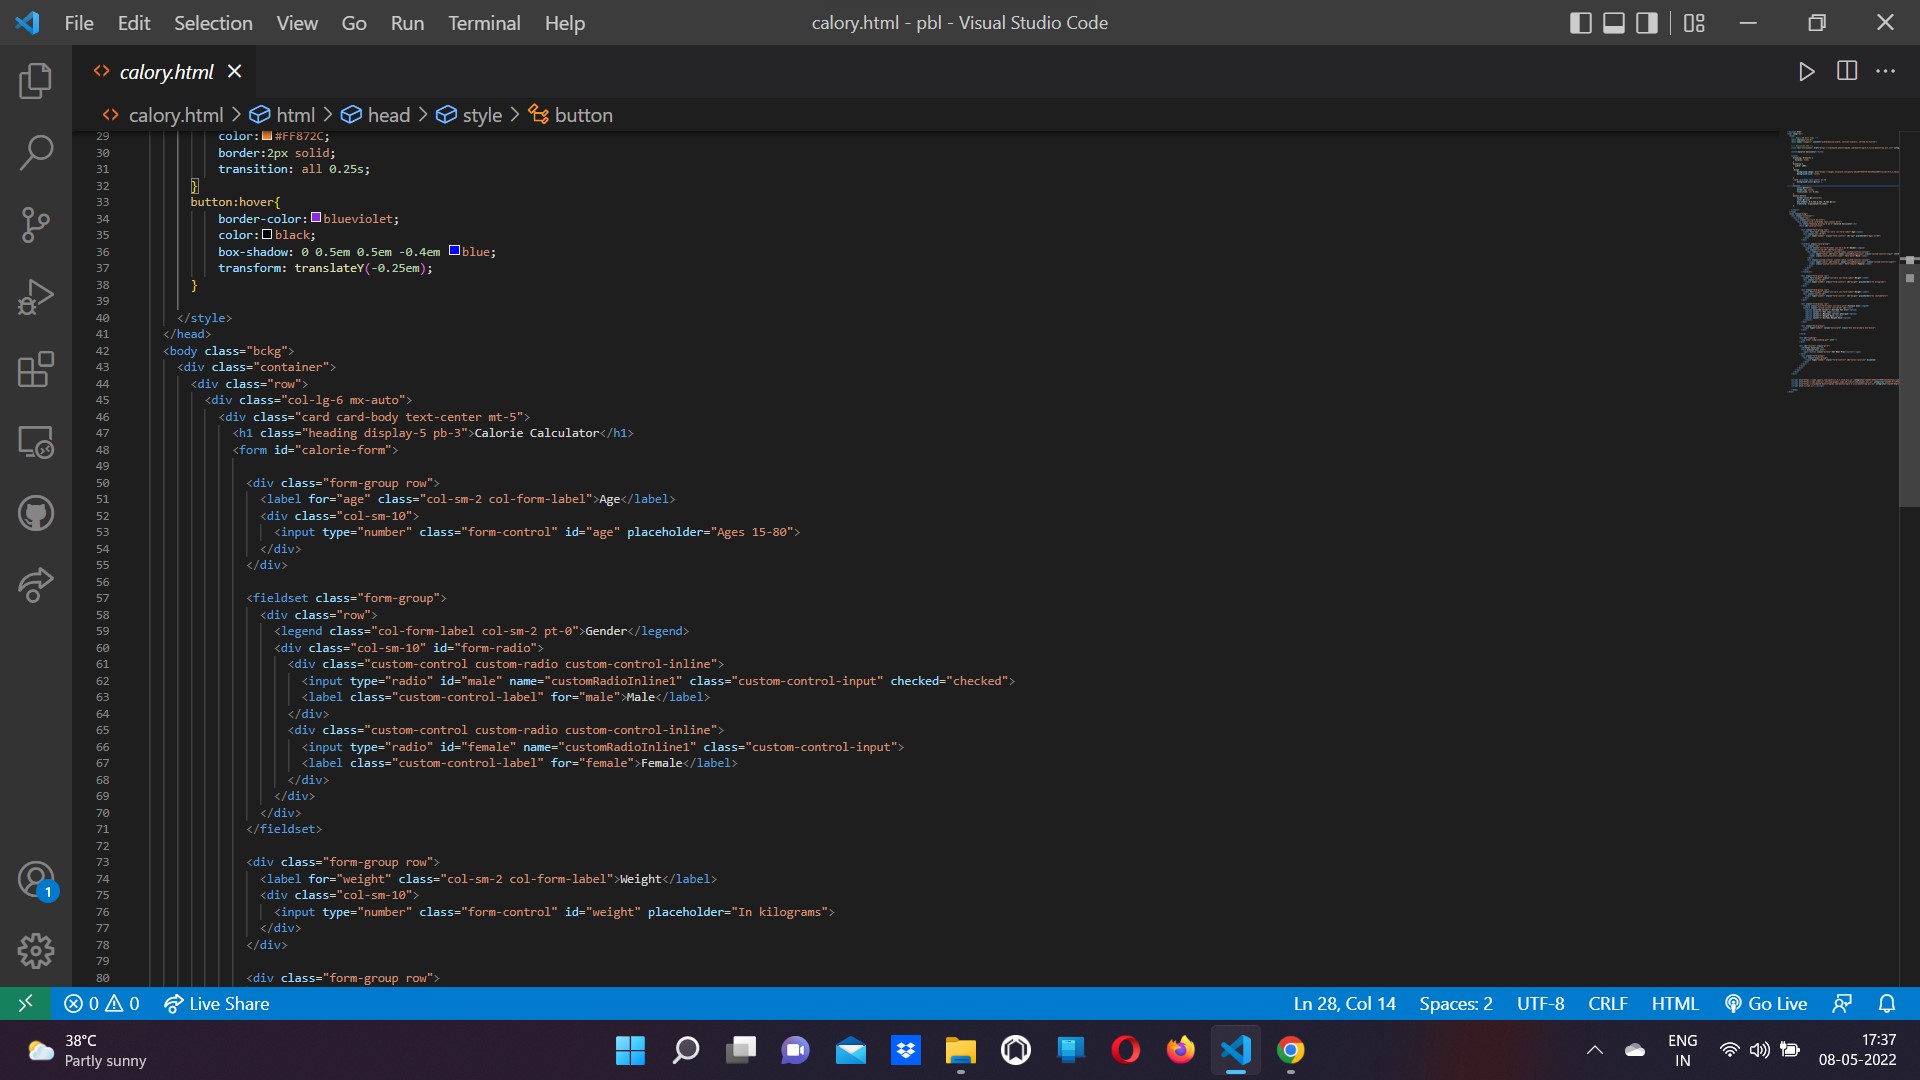 File Edit Selection View Go Run Terminal Help
calory.html - pbl - Visual Studio Code
calory.html
calory.html > html > head > style > button
29 color: #FF872C;
30 border:2px solid;
31 transition: all 0.25s;
32 }
33 button:hover{
34 border-color: blueviolet;
35 color: black;
36 box-shadow: 0 0.5em 0.5em -0.4em blue;
37 transform: translateY(-0.25em);
38 }
39
40 </style>
41 </head>
42 <body class="bckg">
43 <div class="container">
44 <div class="row">
45 <div class="col-lg-6 mx-auto">
46 <div class="card card-body text-center mt-5">
47 <h1 class="heading display-5 pb-3">Calorie Calculator</h1>
48 <form id="calorie-form">
49
50 <div class="form-group row">
51 <label for="age" class="col-sm-2 col-form-label">Age</label>
52 <div class="col-sm-10">
53 <input type="number" class="form-control" id="age" placeholder="Ages 15-80">
54 </div>
55 </div>
56
57 <fieldset class="form-group">
58 <div class="row">
59 <legend class="col-form-label col-sm-2 pt-0">Gender</legend>
60 <div class="col-sm-10" id="form-radio">
61 <div class="custom-control custom-radio custom-control-inline">
62 <input type="radio" id="male" name="customRadioInline1" class="custom-control-input" checked="checked">
63 <label class="custom-control-label" for="male">Male</label>
64 </div>
65 <div class="custom-control custom-radio custom-control-inline">
66 <input type="radio" id="female" name="customRadioInline1" class="custom-control-input">
67 <label class="custom-control-label" for="female">Female</label>
68 </div>
69 </div>
70 </div>
71 </fieldset>
72
73 <div class="form-group row">
74 <label for="weight" class="col-sm-2 col-form-label">Weight</label>
75 <div class="col-sm-10">
76 <input type="number" class="form-control" id="weight" placeholder="In kilograms">
77 </div>
78 </div>
79
80 <div class="form-group row">
1
0 0 Live Share
Ln 28, Col 14 Spaces: 2 UTF-8 CRLF HTML Go Live
38°C
Partly sunny
ENG
IN
17:37
08-05-2022